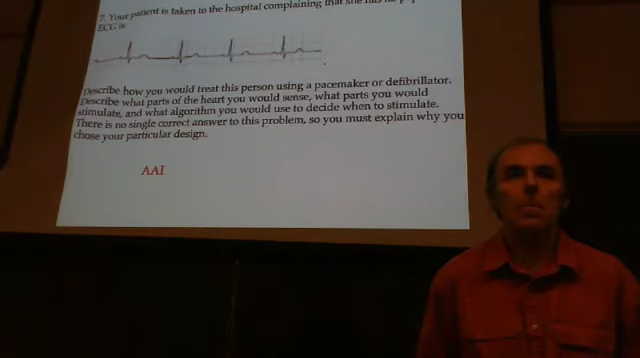 7. Your patient is taken to the hospital complaining that she has
ECG is
Describe how you would treat this person using a pacemaker or defibrillator.
Describe what parts of the heart you would sense, what parts you would
stimulate, and what algorithm you would use to decide when to stimulate.
There is no single correct answer to this problem, so you must explain why you
chose your particular design.
AAI